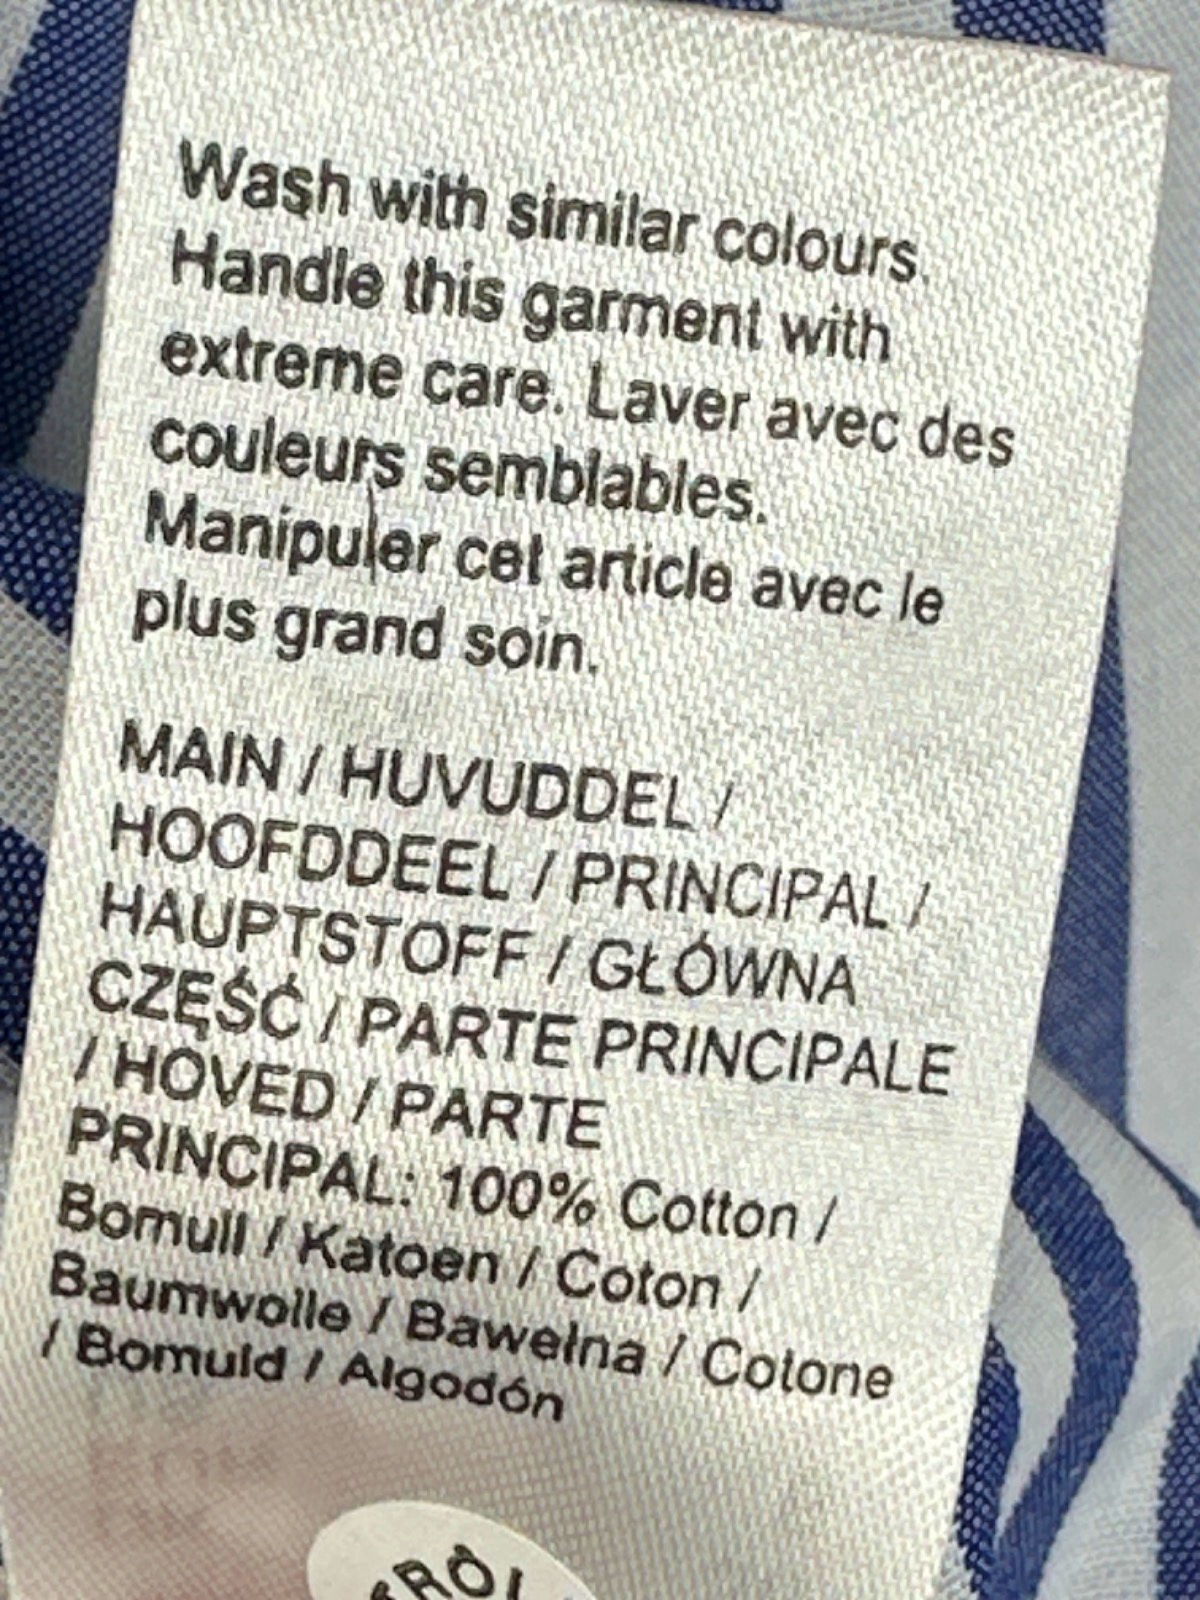 Wash with similar colours.
Handle this garment with
extreme care. Laver avec des
couleurs semblables.
Manipuler cet article avec le
plus grand soin.
MAIN / HUVUDDEL /
HOOFDDEEL / PRINCIPAL /
HAUPTSTOFF / GŁÓWNA
CZĘŚĆ / PARTE PRINCIPALE
/ HOVED / PARTE
PRINCIPAL: 100% Cotton /
Bomull / Katoen / Coton /
Baumwolle / Bawełna / Cotone
/ Bomuld / Algodón